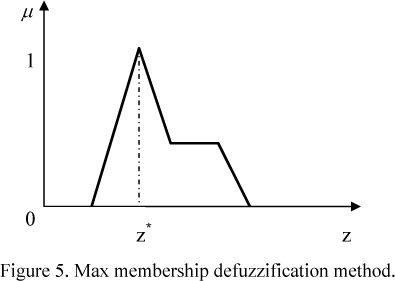 μ
1
0
z*
z
Figure 5. Max membership defuzzification method.